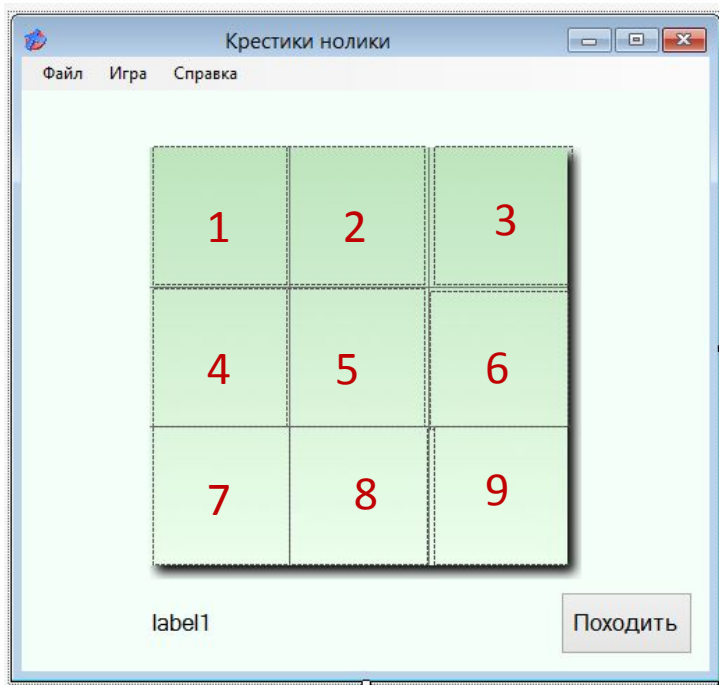 Крестики нолики
Файл Игра Справка
1 2 3
4 5 6
7 8 9
label1 Походить